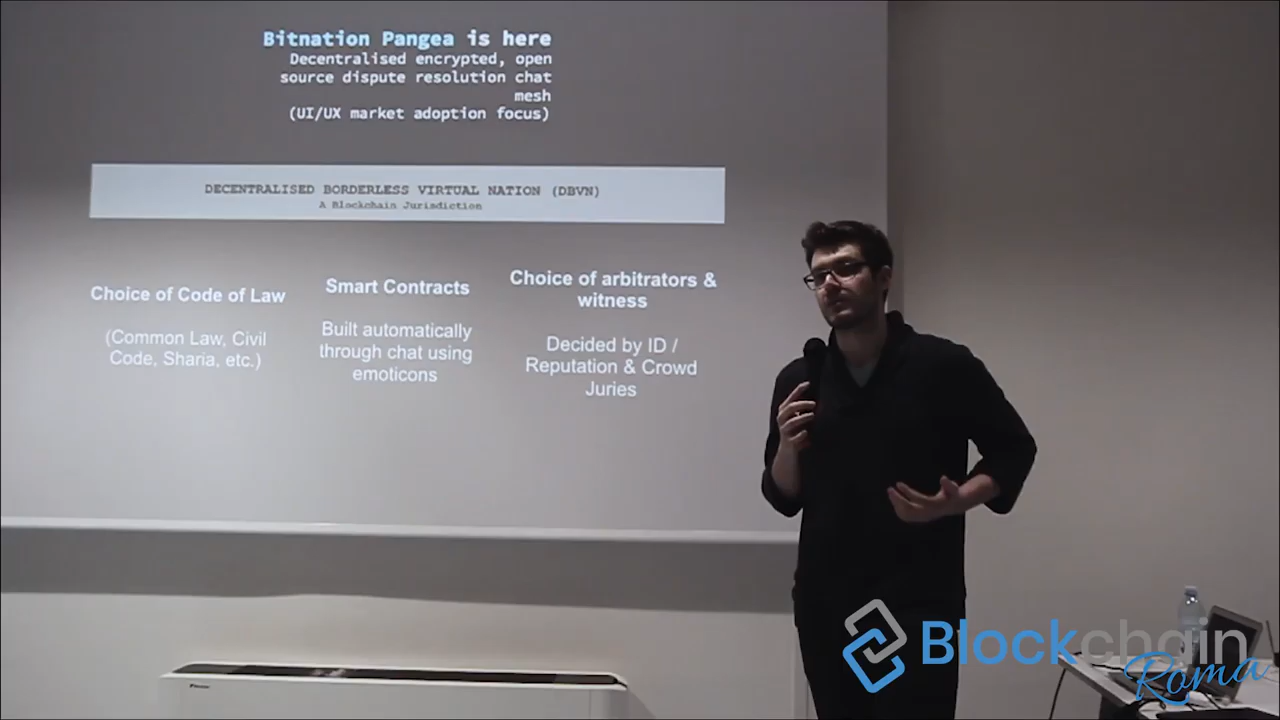 Bitnation Pangea is here
Decentralised encrypted, open
source dispute resolution chat
mesh
(UI/UX market adoption focus)
DECENTRALISED BORDERLESS VIRTUAL NATION (DBVN)
A Blockchain Jurisdiction
Choice of Code of Law
(Common Law, Civil
Code, Sharia, etc.)
Smart Contracts
Built automatically
through chat using
emoticons
Choice of arbitrators &
witness
Decided by ID /
Reputation & Crowd
Juries
Blockchain
Roma